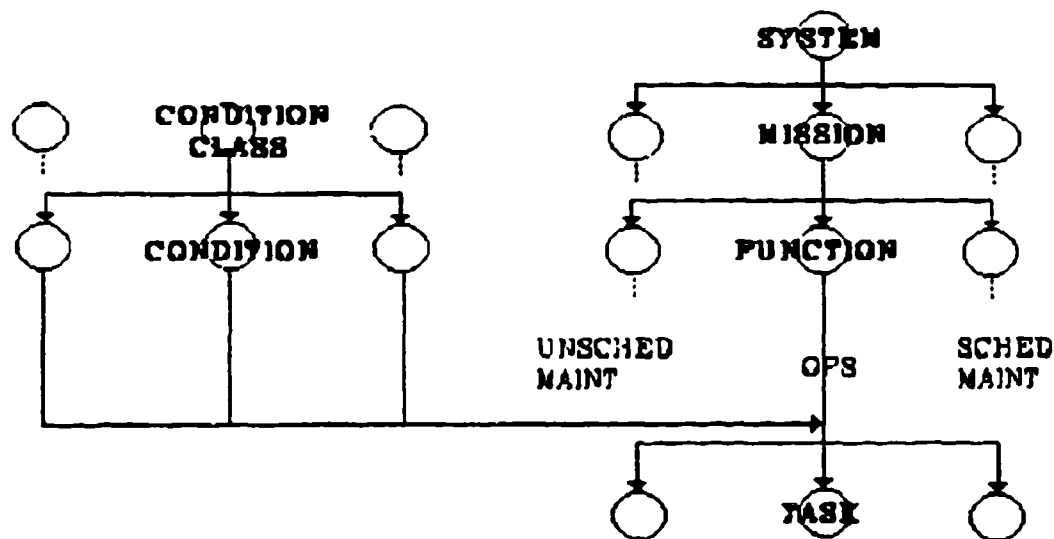 SYSTEM
CONDITION
CLASS
MISSION
CONDITION
FUNCTION
UNSCHED
MAINT
OPS
SCHED
MAINT
TASK